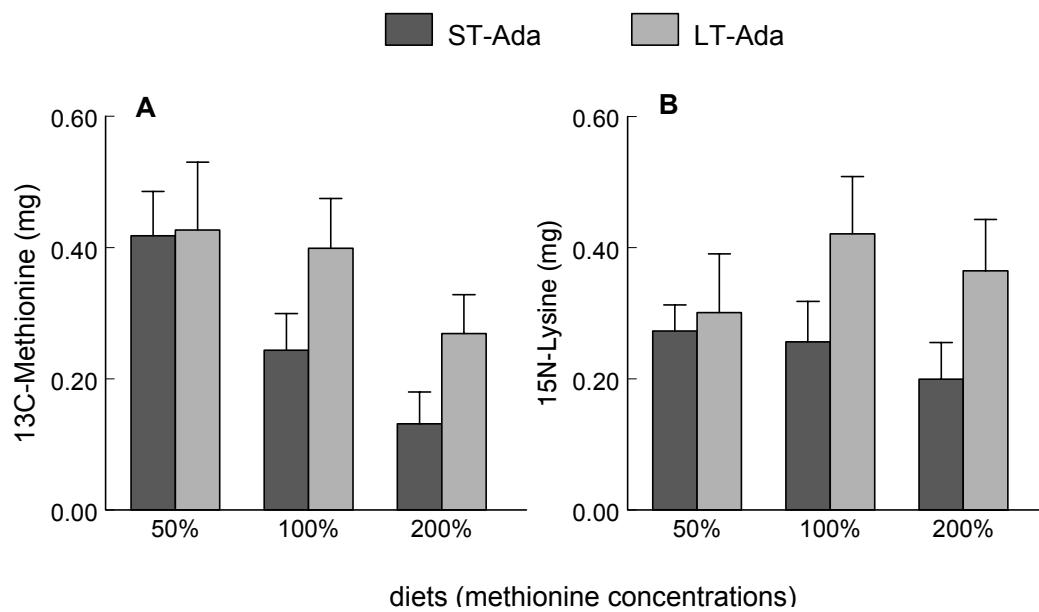 ST-Ada LT-Ada
A
0.60
0.40
0.20
0.00
13C-Methionine (mg)
50% 100% 200%
B
0.60
0.40
0.20
0.00
15N-Lysine (mg)
50% 100% 200%
diets (methionine concentrations)